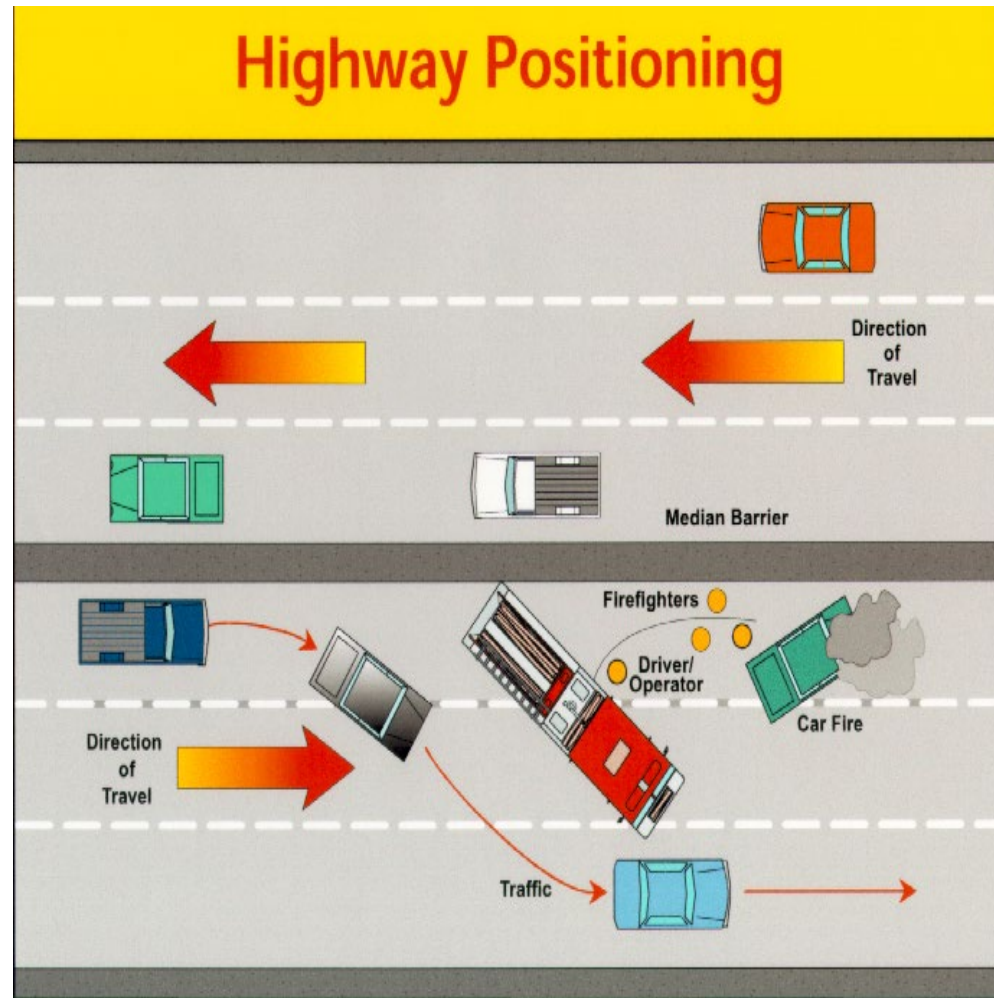 Highway Positioning
Direction
of
Travel
Median Barrier
Firefighters
Driver/
Operator
Car Fire
Direction
of
Travel
Traffic